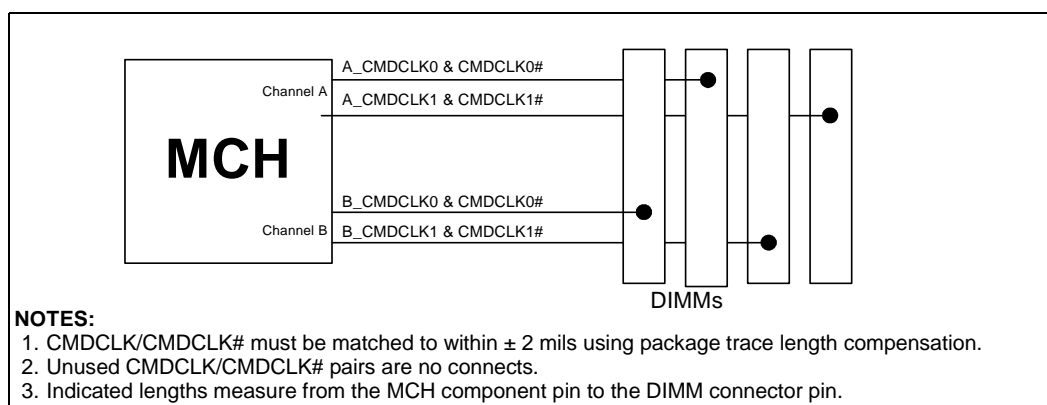 A_CMDCLK0 & CMDCLK0#
Channel A
A_CMDCLK1 & CMDCLK1#
MCH
B_CMDCLK0 & CMDCLK0#
Channel B
B_CMDCLK1 & CMDCLK1#
DIMMs
NOTES:
1. CMDCLK/CMDCLK# must be matched to within ± 2 mils using package trace length compensation.
2. Unused CMDCLK/CMDCLK# pairs are no connects.
3. Indicated lengths measure from the MCH component pin to the DIMM connector pin.